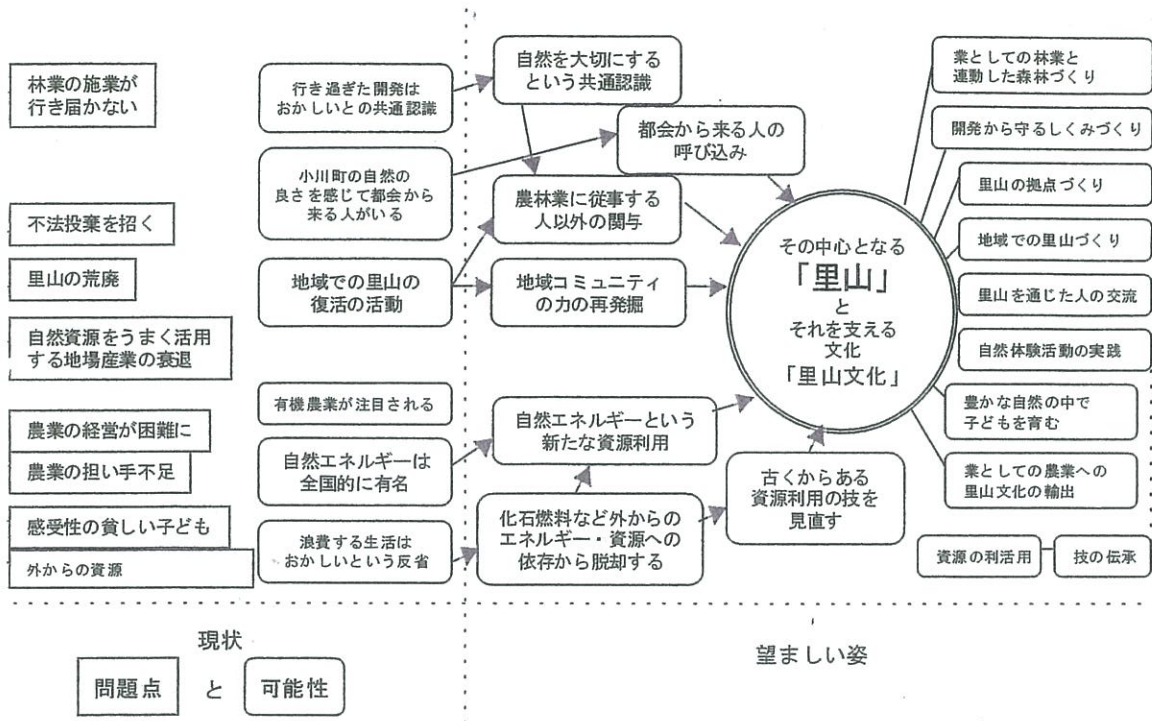 林業の施業が
行き届かない
不法投棄を招く
里山の荒廃
自然資源をうまく活用
する地場産業の衰退
農業の経営が困難に
農業の担い手不足
感受性の貧しい子ども
外からの資源
行き過ぎた開発は
おかしいとの共通認識
小川町の自然の
良さを感じて都会から
来る人がいる
地域での里山の
復活の活動
有機農業が注目される
自然エネルギーは
全国的に有名
浪費する生活は
おかしいという反省
自然を大切にする
という共通認識
都会から来る人の
呼び込み
農林業に従事する
人以外の関与
地域コミュニティ
の力の再発掘
自然エネルギーという
新たな資源利用
化石燃料など外からの
エネルギー・資源への
依存から脱却する
古くからある
資源利用の技を
見直す
その中心となる
「里山」
と
それを支える
文化
「里山文化」
業としての林業と
連動した森林づくり
開発から守るしくみづくり
里山の拠点づくり
地域での里山づくり
里山を通じた人の交流
自然体験活動の実践
豊かな自然の中で
子どもを育む
業としての農業への
里山文化の輸出
資源の利活用
技の伝承
現状
問題点 と 可能性
望ましい姿